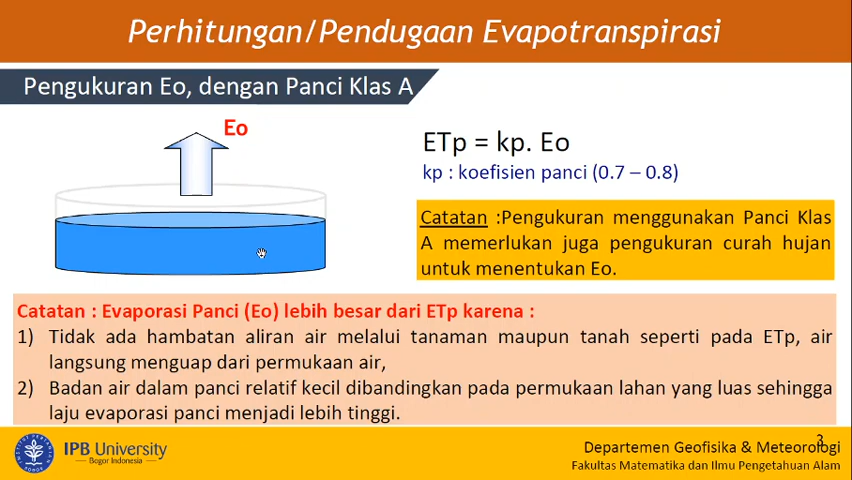 Perhitungan/Pendugaan Evapotranspirasi
Pengukuran Eo, dengan Panci Klas A
Eo
ETp = kp. Eo
kp : koefisien panci (0.7 – 0.8)
Catatan :Pengukuran menggunakan Panci Klas
A memerlukan juga pengukuran curah hujan
untuk menentukan Eo.
Catatan : Evaporasi Panci (Eo) lebih besar dari ETp karena :
1) Tidak ada hambatan aliran air melalui tanaman maupun tanah seperti pada ETp, air
langsung menguap dari permukaan air,
2) Badan air dalam panci relatif kecil dibandingkan pada permukaan lahan yang luas sehingga
laju evaporasi panci menjadi lebih tinggi.
IPB University
Bogor Indonesia
3
Departemen Geofisika & Meteorologi
Fakultas Matematika dan Ilmu Pengetahuan Alam